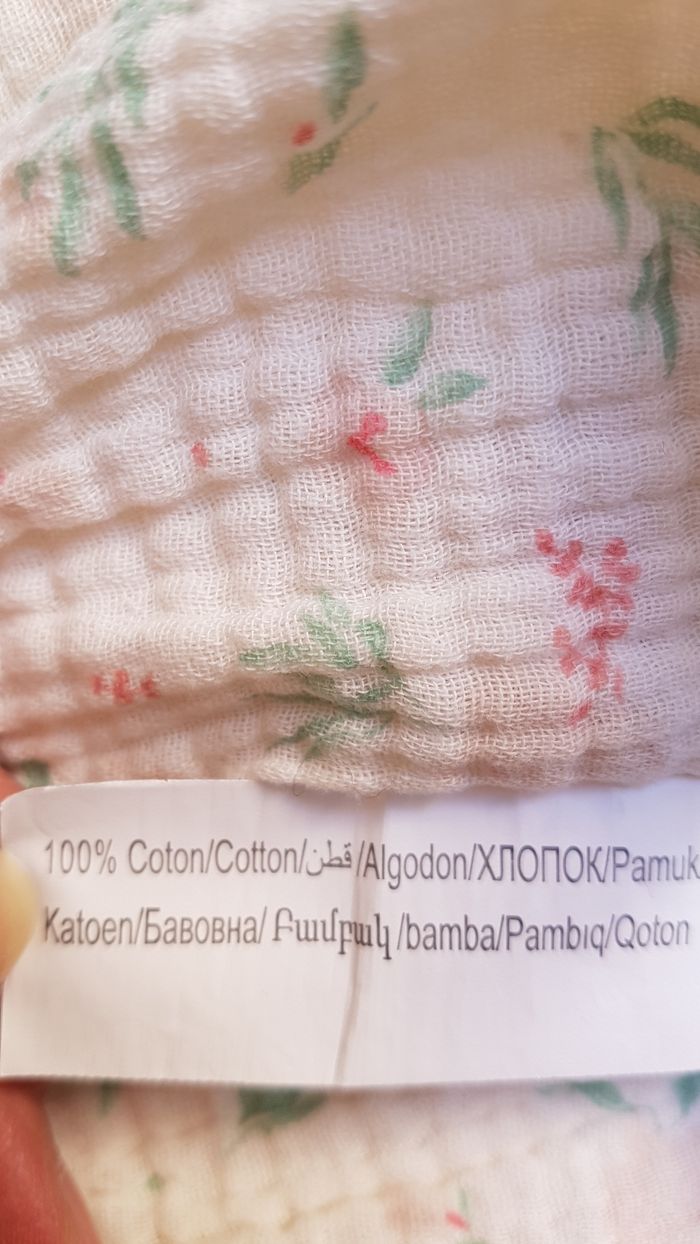 100% Coton/Cotton/قطن/Algodon/ХЛОПОК/Pamuk
Katoen/Бавовна/Բամբակ/bamba/Pambıq/Qoton